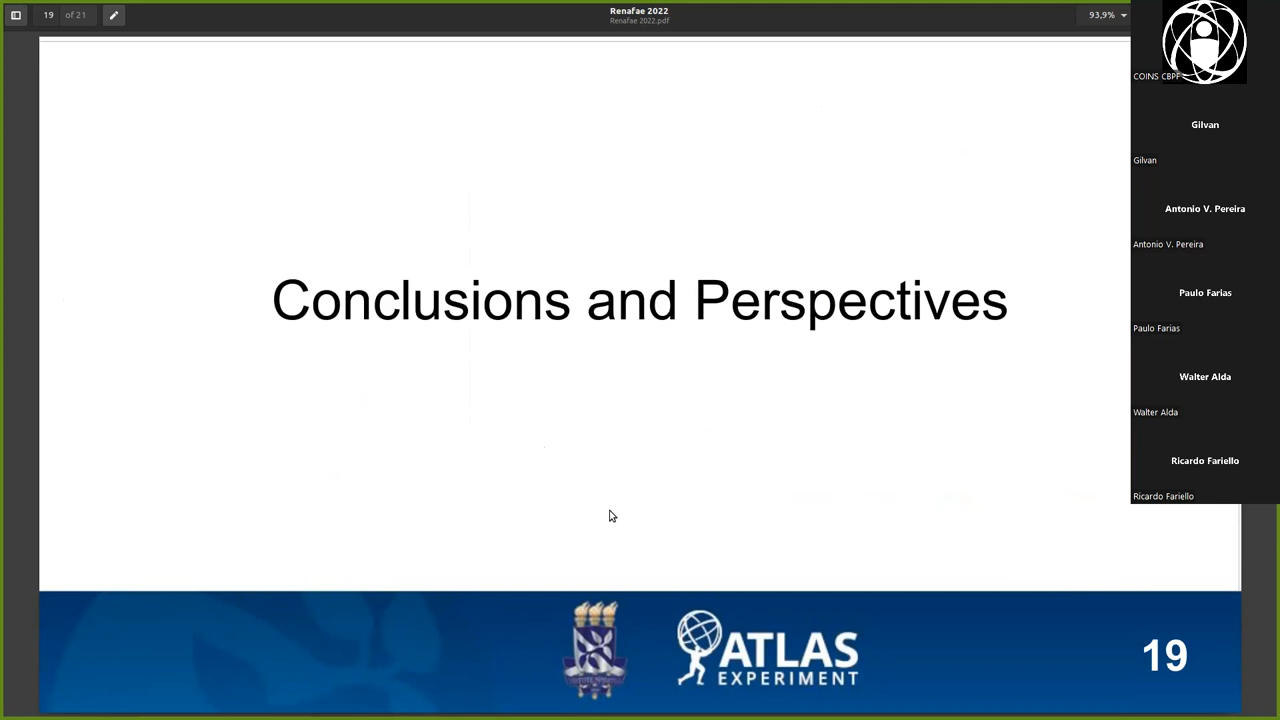 19 of 21
Renafae 2022
Renafae 2022.pdf
93,9%
COINS CBPF
Gilvan
Gilvan
Antonio V. Pereira
Antonio V. Pereira
Paulo Farias
Paulo Farias
Walter Alda
Walter Alda
Ricardo Fariello
Ricardo Fariello
Conclusions and Perspectives
ATLAS
EXPERIMENT
19